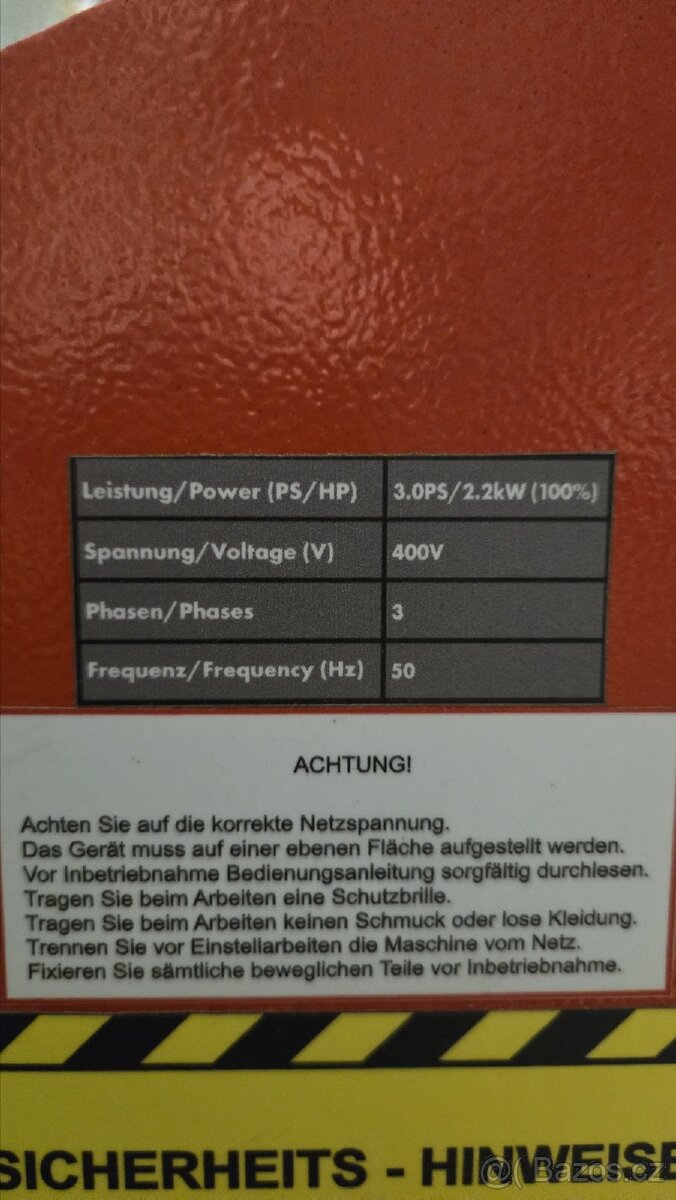 Leistung/Power (PS/HP) 3.0PS/2.2kW (100%)
Spannung/Voltage (V) 400V
Phasen/Phases 3
Frequenz/Frequency (Hz) 50
ACHTUNG!
Achten Sie auf die korrekte Netzspannung.
Das Gerät muss auf einer ebenen Fläche aufgestellt werden.
Vor Inbetriebnahme Bedienungsanleitung sorgfältig durchlesen.
Tragen Sie beim Arbeiten eine Schutzbrille.
Tragen Sie beim Arbeiten keinen Schmuck oder lose Kleidung.
Trennen Sie vor Einstellarbeiten die Maschine vom Netz.
Fixieren Sie sämtliche beweglichen Teile vor Inbetriebnahme.
SICHERHEITS - HINWEISE
@( Bazos.cz